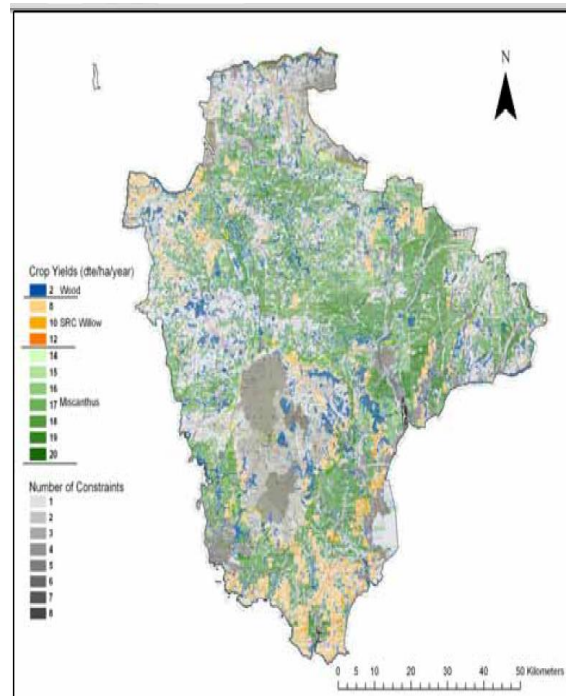 N
Crop Yields (dte/ha/year)
2 Wood
8
10 SRC Willow
12
14
15
16
17 Miscanthus
18
19
20
Number of Constraints
1
2
3
4
5
6
7
8
0 5 10 20 30 40 50 Kilometers